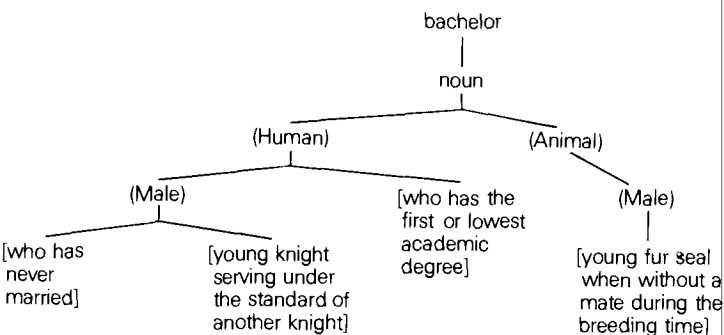 bachelor
noun
(Human)
(Animal)
(Male)
[who has the
first or lowest
academic
degree]
(Male)
[who has
never
married]
[young knight
serving under
the standard of
another knight]
[young fur seal
when without a
mate during the
breeding time]